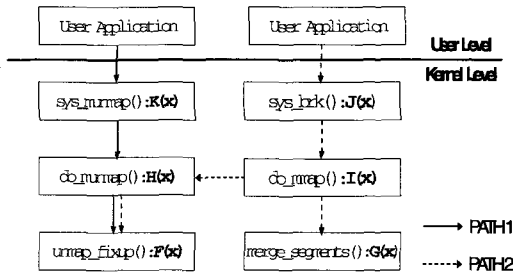 User Application
User Application
User Level
Kernel Level
sys_munmap():K(x)
sys_brk():J(x)
do_munmap():H(x)
do_mmap():I(x)
unmap_fixup():F(x)
merge_segments():G(x)
PATH1
PATH2